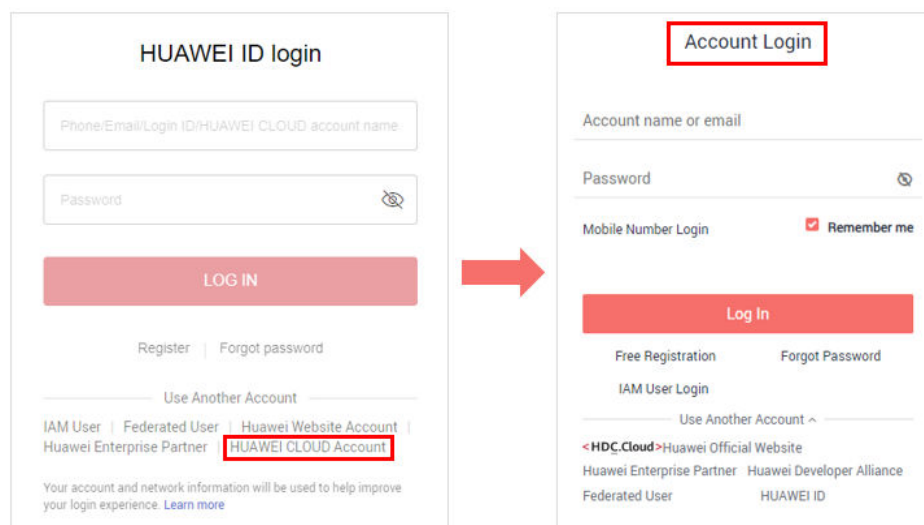 HUAWEI ID login
Phone/Email/Login ID/HUAWEI CLOUD account name
Password
LOG IN
Register | Forgot password
Use Another Account
IAM User | Federated User | Huawei Website Account |
Huawei Enterprise Partner | HUAWEI CLOUD Account
Your account and network information will be used to help improve
your login experience. Learn more
Account Login
Account name or email
Password
Mobile Number Login Remember me
Log In
Free Registration Forgot Password
IAM User Login
Use Another Account
<HDC.Cloud>Huawei Official Website
Huawei Enterprise Partner Huawei Developer Alliance
Federated User HUAWEI ID